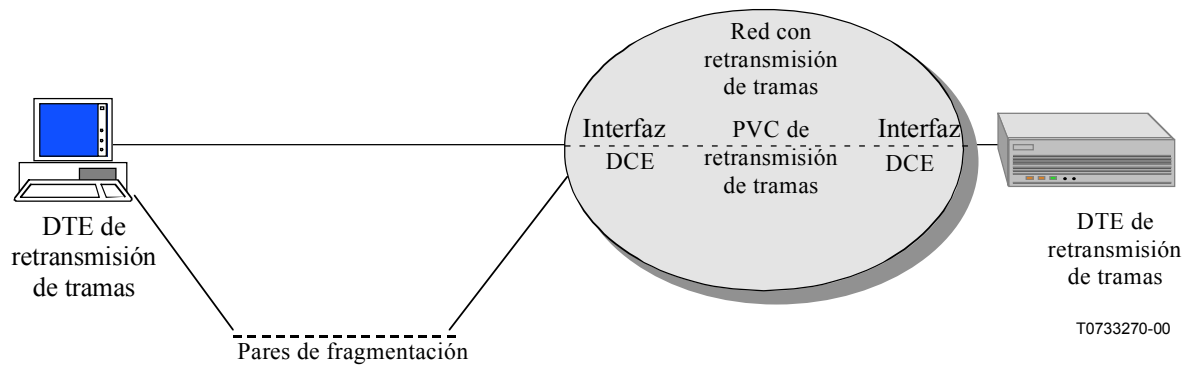 Red con
retransmisión
de tramas
Interfaz
DCE
PVC de
retransmisión
de tramas
Interfaz
DCE
DTE de
retransmisión
de tramas
DTE de
retransmisión
de tramas
T0733270-00
Pares de fragmentación